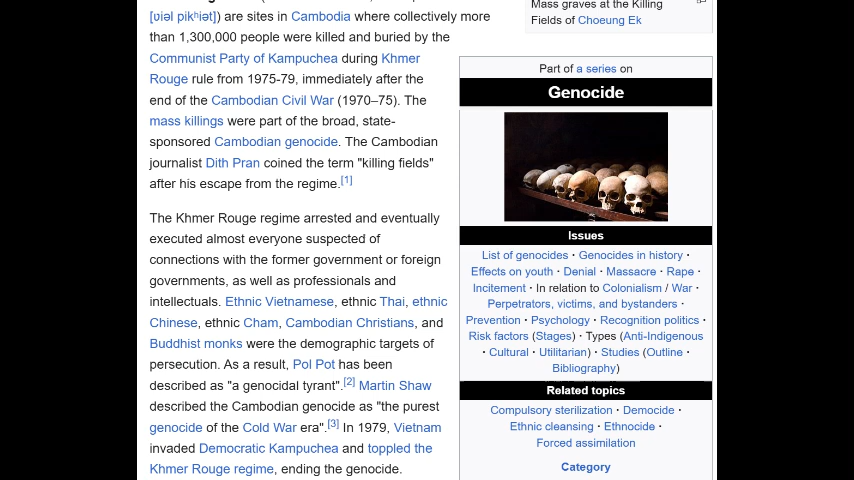 [ʋiəl pikʰiət]) are sites in Cambodia where collectively more
than 1,300,000 people were killed and buried by the
Communist Party of Kampuchea during Khmer
Rouge rule from 1975-79, immediately after the
end of the Cambodian Civil War (1970–75). The
mass killings were part of the broad, state-
sponsored Cambodian genocide. The Cambodian
journalist Dith Pran coined the term "killing fields"
after his escape from the regime.[1]
The Khmer Rouge regime arrested and eventually
executed almost everyone suspected of
connections with the former government or foreign
governments, as well as professionals and
intellectuals. Ethnic Vietnamese, ethnic Thai, ethnic
Chinese, ethnic Cham, Cambodian Christians, and
Buddhist monks were the demographic targets of
persecution. As a result, Pol Pot has been
described as "a genocidal tyrant".[2] Martin Shaw
described the Cambodian genocide as "the purest
genocide of the Cold War era".[3] In 1979, Vietnam
invaded Democratic Kampuchea and toppled the
Khmer Rouge regime, ending the genocide.
Mass graves at the Killing
Fields of Choeung Ek
Part of a series on
Genocide
Issues
List of genocides · Genocides in history ·
Effects on youth · Denial · Massacre · Rape ·
Incitement · In relation to Colonialism / War ·
Perpetrators, victims, and bystanders ·
Prevention · Psychology · Recognition politics ·
Risk factors (Stages) · Types (Anti-Indigenous
· Cultural · Utilitarian) · Studies (Outline ·
Bibliography)
Related topics
Compulsory sterilization · Democide ·
Ethnic cleansing · Ethnocide ·
Forced assimilation
Category